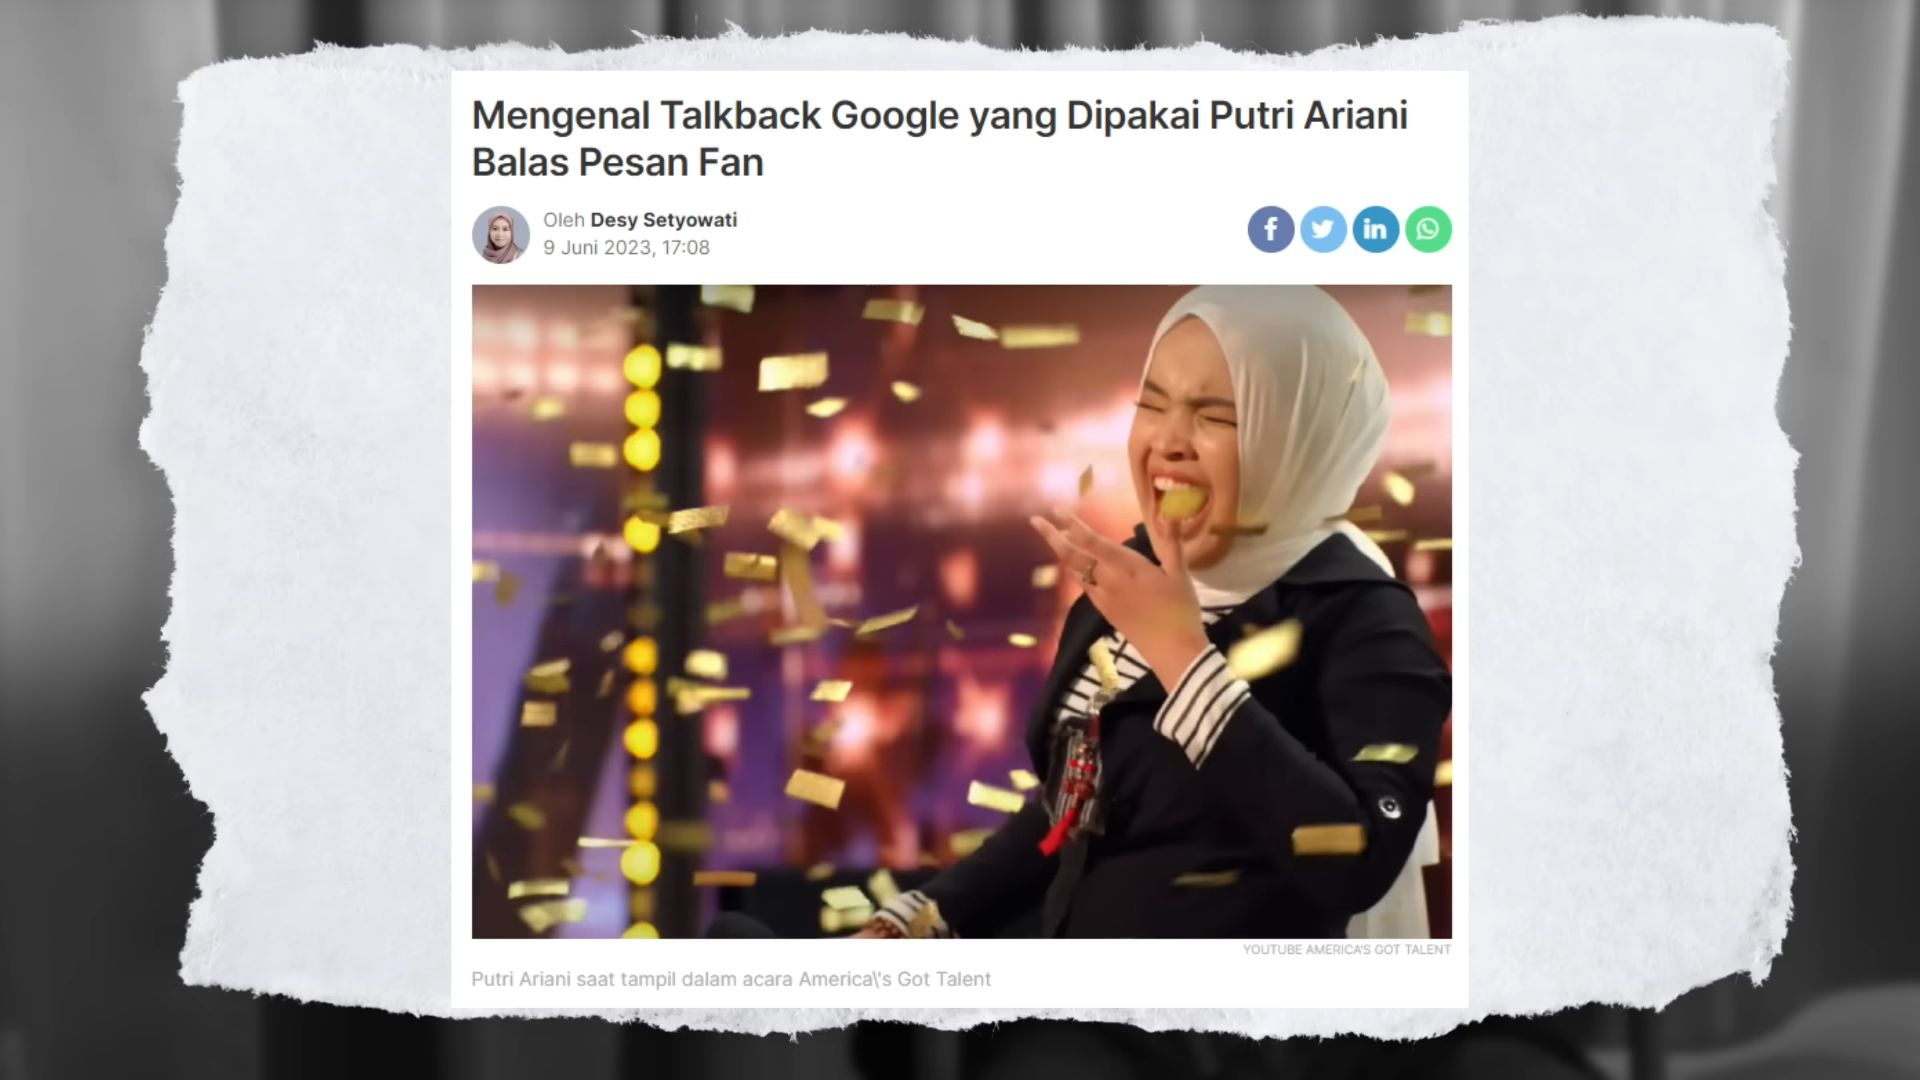 Mengenal Talkback Google yang Dipakai Putri Ariani
Balas Pesan Fan
Oleh Desy Setyowati
9 Juni 2023, 17:08
YOUTUBE AMERICA'S GOT TALENT
Putri Ariani saat tampil dalam acara America\'s Got Talent